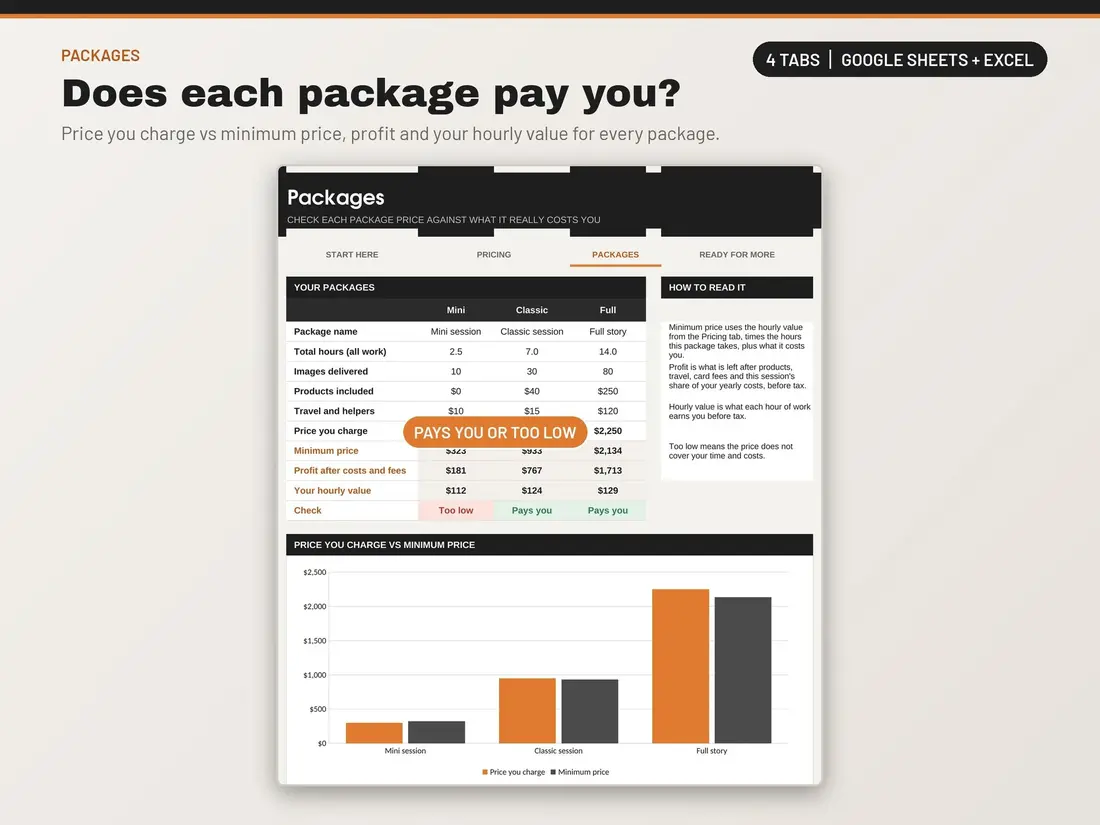 PACKAGES
4 TABS | GOOGLE SHEETS + EXCEL
Does each package pay you?
Price you charge vs minimum price, profit and your hourly value for every package.
Packages
CHECK EACH PACKAGE PRICE AGAINST WHAT IT REALLY COSTS YOU
START HERE PRICING PACKAGES READY FOR MORE
YOUR PACKAGES
Mini Classic Full
Package name Mini session Classic session Full story
Total hours (all work) 2.5 7.0 14.0
Images delivered 10 30 80
Products included $0 $40 $250
Travel and helpers $10 $15 $120
Price you charge $2,250
PAYS YOU OR TOO LOW
Minimum price $323 $933 $2,134
Profit after costs and fees $181 $767 $1,713
Your hourly value $112 $124 $129
Check Too low Pays you Pays you
HOW TO READ IT
Minimum price uses the hourly value
from the Pricing tab, times the hours
this package takes, plus what it costs
you.
Profit is what is left after products,
travel, card fees and this session's
share of your yearly costs, before tax.
Hourly value is what each hour of work
earns you before tax.
Too low means the price does not
cover your time and costs.
PRICE YOU CHARGE VS MINIMUM PRICE
$2,500
$2,000
$1,500
$1,000
$500
$0
Mini session Classic session Full story
Price you charge Minimum price